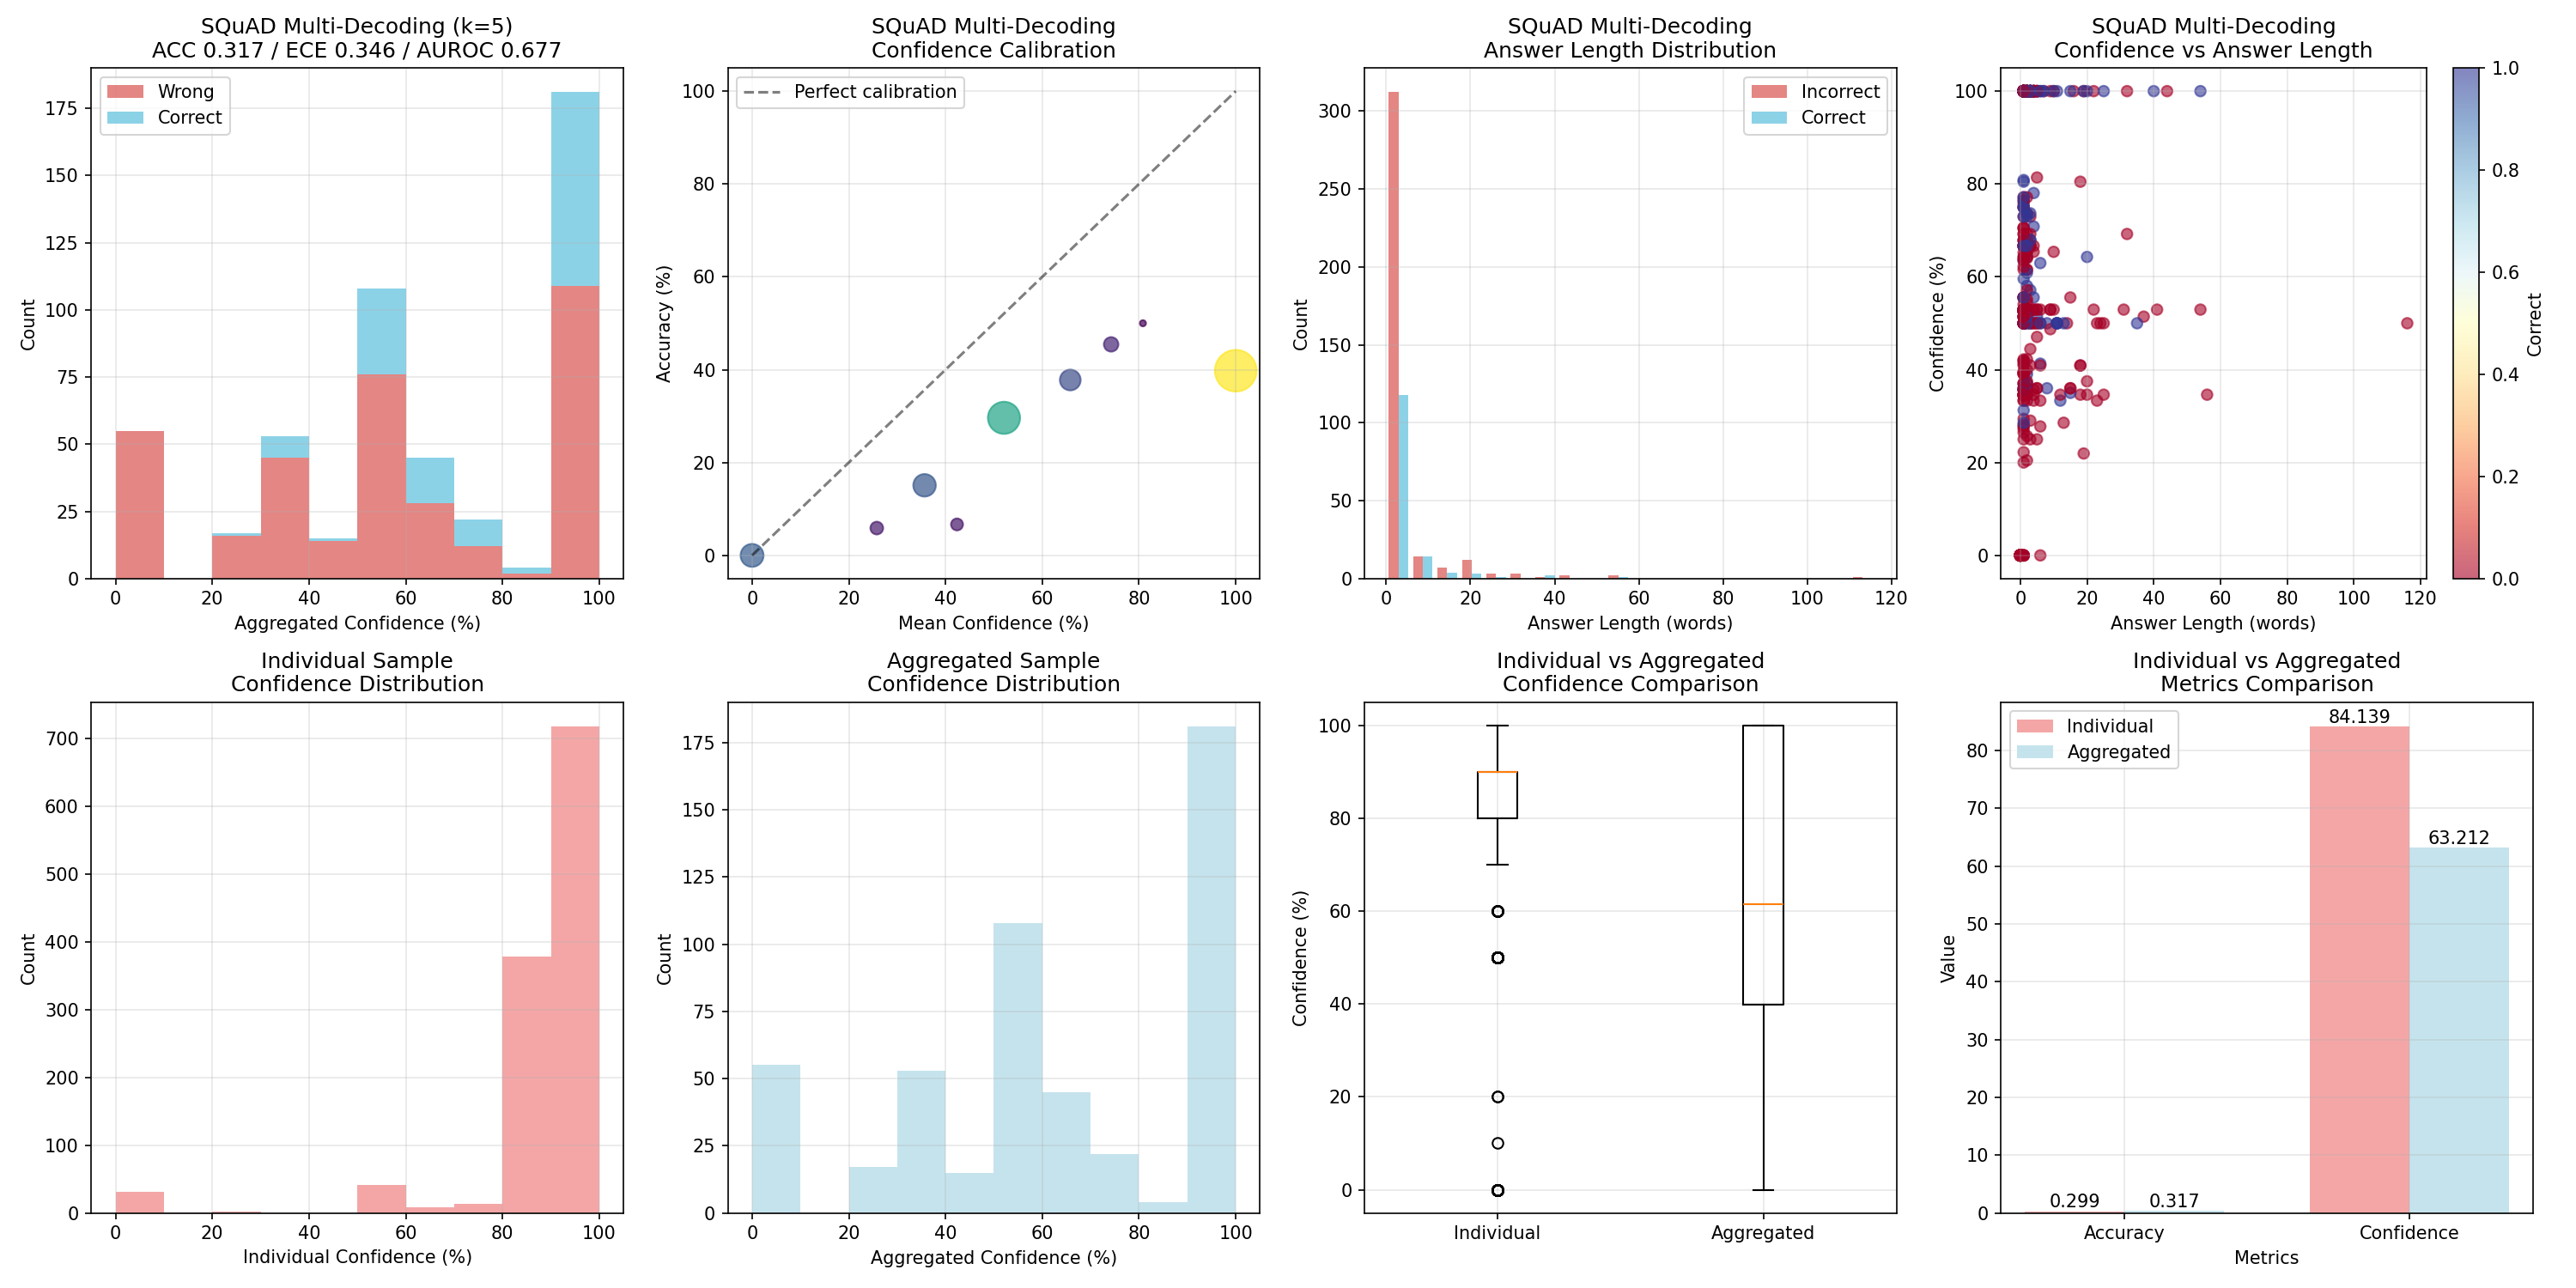 SQuAD Multi-Decoding (k=5)
ACC 0.317 / ECE 0.346 / AUROC 0.677
Wrong
Correct
175
150
125
100
75
50
25
0
Count
0 20 40 60 80 100
Aggregated Confidence (%)
SQuAD Multi-Decoding
Confidence Calibration
Perfect calibration
100
80
60
40
20
0
Accuracy (%)
0 20 40 60 80 100
Mean Confidence (%)
SQuAD Multi-Decoding
Answer Length Distribution
Incorrect
Correct
300
250
200
150
100
50
0
Count
0 20 40 60 80 100 120
Answer Length (words)
SQuAD Multi-Decoding
Confidence vs Answer Length
100
80
60
40
20
0
Confidence (%)
0 20 40 60 80 100 120
Answer Length (words)
1.0
0.8
0.6
0.4
0.2
0.0
Correct
Individual Sample
Confidence Distribution
700
600
500
400
300
200
100
0
Count
0 20 40 60 80 100
Individual Confidence (%)
Aggregated Sample
Confidence Distribution
175
150
125
100
75
50
25
0
Count
0 20 40 60 80 100
Aggregated Confidence (%)
Individual vs Aggregated
Confidence Comparison
100
80
60
40
20
0
Confidence (%)
Individual Aggregated
Individual vs Aggregated
Metrics Comparison
Individual
Aggregated
84.139
63.212
0.299 0.317
80
70
60
50
40
30
20
10
0
Value
Accuracy Confidence
Metrics